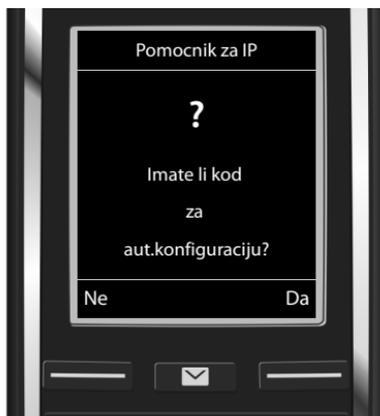 Pomocnik za IP
?
Imate li kod
za
aut.konfiguraciju?
Ne Da